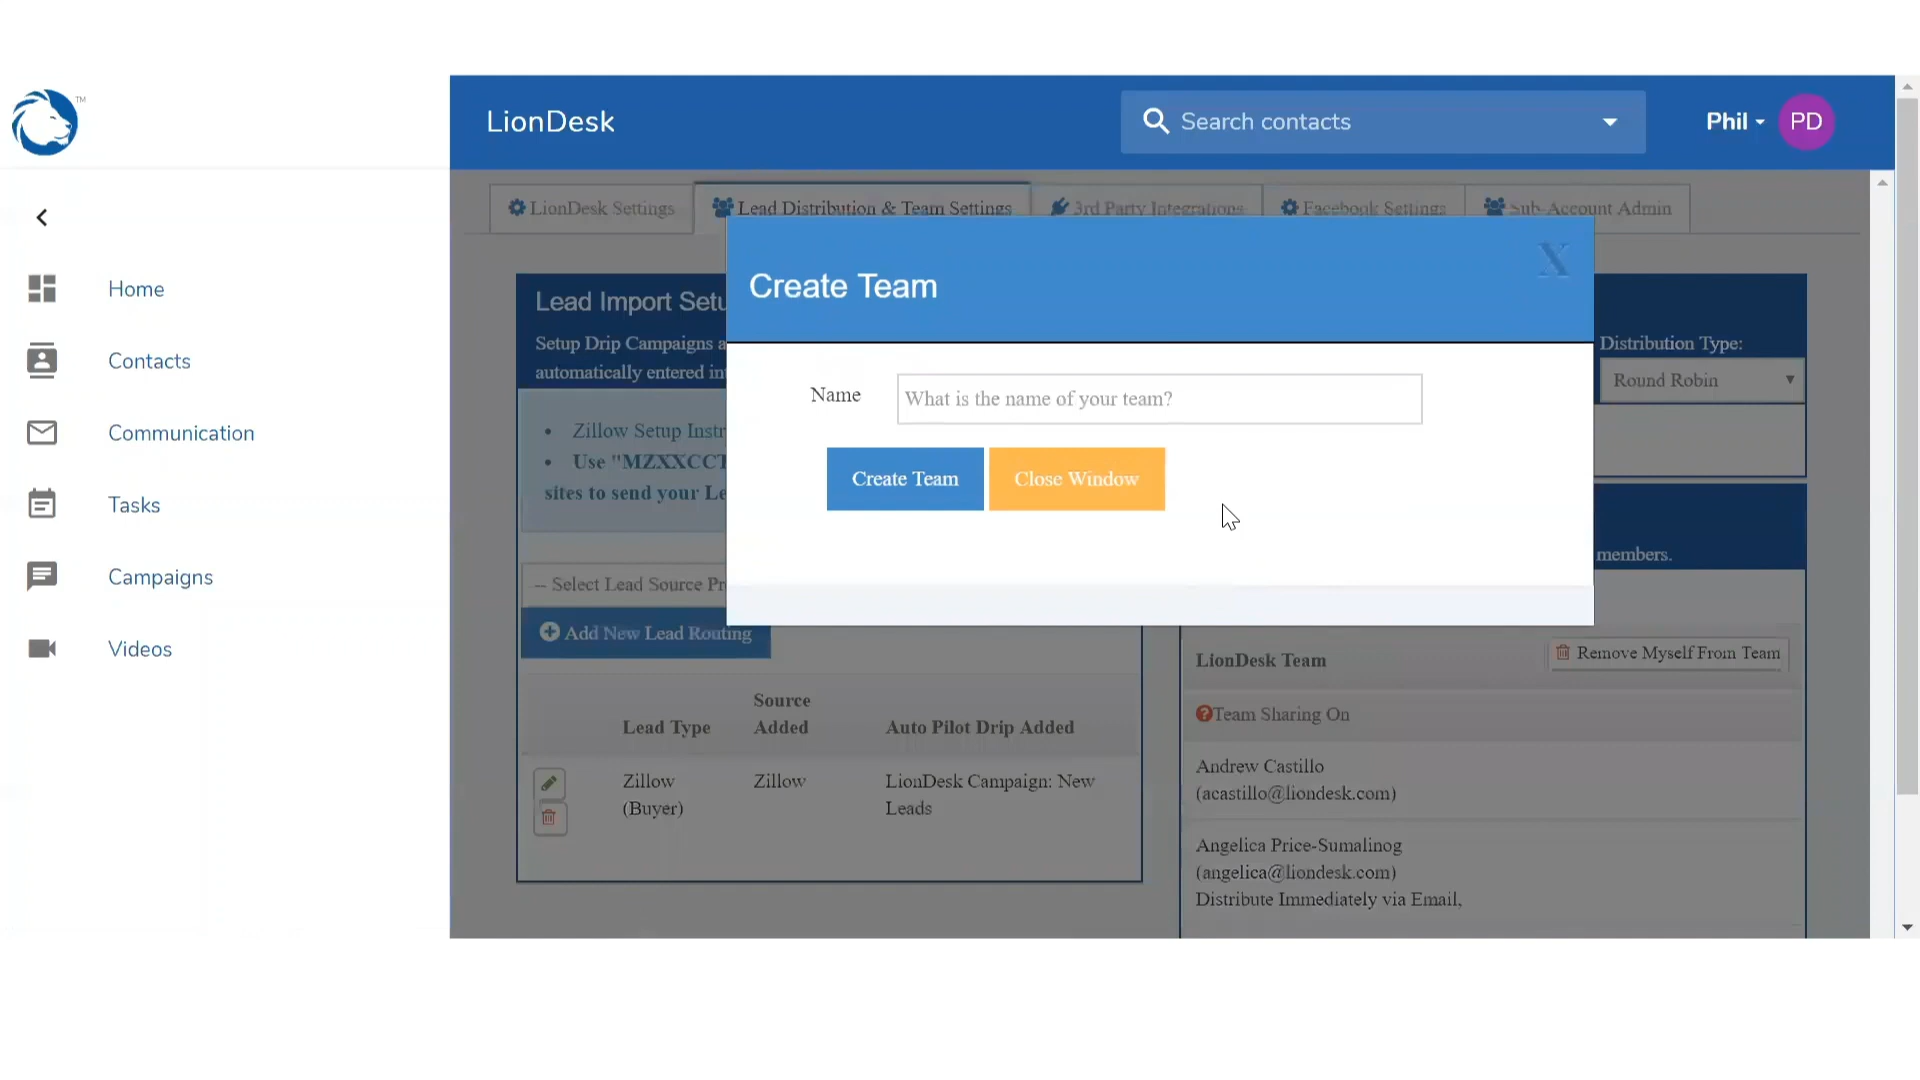 TM
LionDesk
Search contacts
Phil
PD
Home
Contacts
Communication
Tasks
Campaigns
Videos
LionDesk Settings
Lead Distribution & Team Settings
3rd Party Integrations
Facebook Settings
Sub-Account Admin
Lead Import Setu
Setup Drip Campaigns a
automatically entered in
Distribution Type:
Round Robin
Create Team
X
Name
What is the name of your team?
Create Team
Close Window
• Zillow Setup Instr
• Use "MZXXCCT
sites to send your Le
members.
-- Select Lead Source Pr
Add New Lead Routing
Lead Type
Source
Added
Auto Pilot Drip Added
Zillow
(Buyer)
Zillow
LionDesk Campaign: New
Leads
LionDesk Team
Remove Myself From Team
Team Sharing On
Andrew Castillo
(acastillo@liondesk.com)
Angelica Price-Sumalinog
(angelica@liondesk.com)
Distribute Immediately via Email,